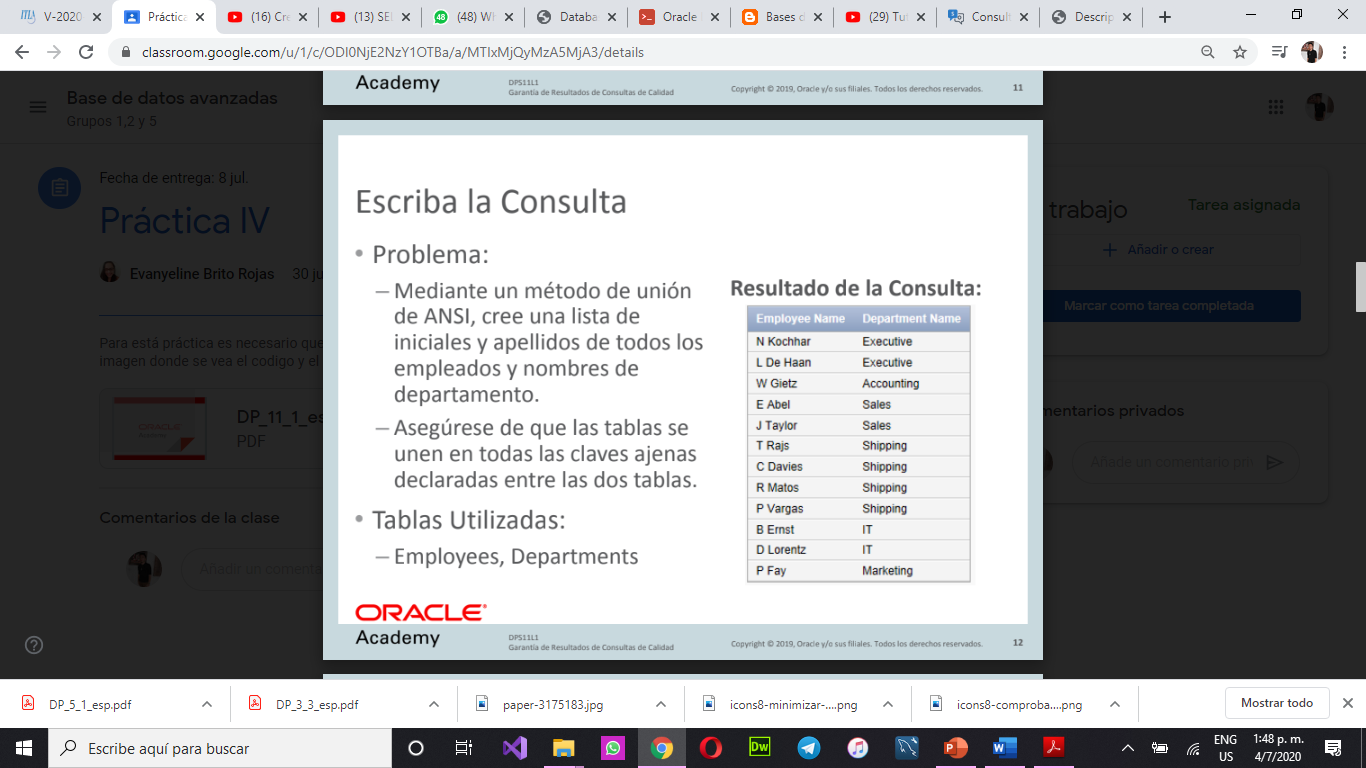 V-2020
Práctica
(16) Cre
(13) SEL
(48) Wh
Databa
Oracle
Bases d
(29) Tut
Consult
Descrip
classroom.google.com/u/1/c/ODI0NjE2NzY1OTBa/a/MTIxMjQyMzA5MjA3/details
Base de datos avanzadas
Grupos 1,2 y 5
Fecha de entrega: 8 jul.
Práctica IV
Evanyeline Brito Rojas 30 ju
Para está práctica es necesario que
imagen donde se vea el codigo y el
DP_11_1_es
PDF
Comentarios de la clase
Añadir un comenta
Academy
DPS11L1
Garantía de Resultados de Consultas de Calidad
Copyright © 2019, Oracle y/o sus filiales. Todos los derechos reservados.
11
Escriba la Consulta
• Problema:
– Mediante un método de unión
de ANSI, cree una lista de
iniciales y apellidos de todos los
empleados y nombres de
departamento.
– Asegúrese de que las tablas se
unen en todas las claves ajenas
declaradas entre las dos tablas.
• Tablas Utilizadas:
– Employees, Departments
Resultado de la Consulta:
Employee Name Department Name
N Kochhar Executive
L De Haan Executive
W Gietz Accounting
E Abel Sales
J Taylor Sales
T Rajs Shipping
C Davies Shipping
R Matos Shipping
P Vargas Shipping
B Ernst IT
D Lorentz IT
P Fay Marketing
ORACLE
Academy
DPS11L1
Garantía de Resultados de Consultas de Calidad
Copyright © 2019, Oracle y/o sus filiales. Todos los derechos reservados.
12
trabajo
Tarea asignada
+ Añadir o crear
Marcar como tarea completada
mentarios privados
Añade un comentario pri
DP_5_1_esp.pdf
DP_3_3_esp.pdf
paper-3175183.jpg
icons8-minimizar-....png
icons8-comproba....png
Mostrar todo
Escribe aquí para buscar
Dw
ENG
US
1:48 p. m.
4/7/2020